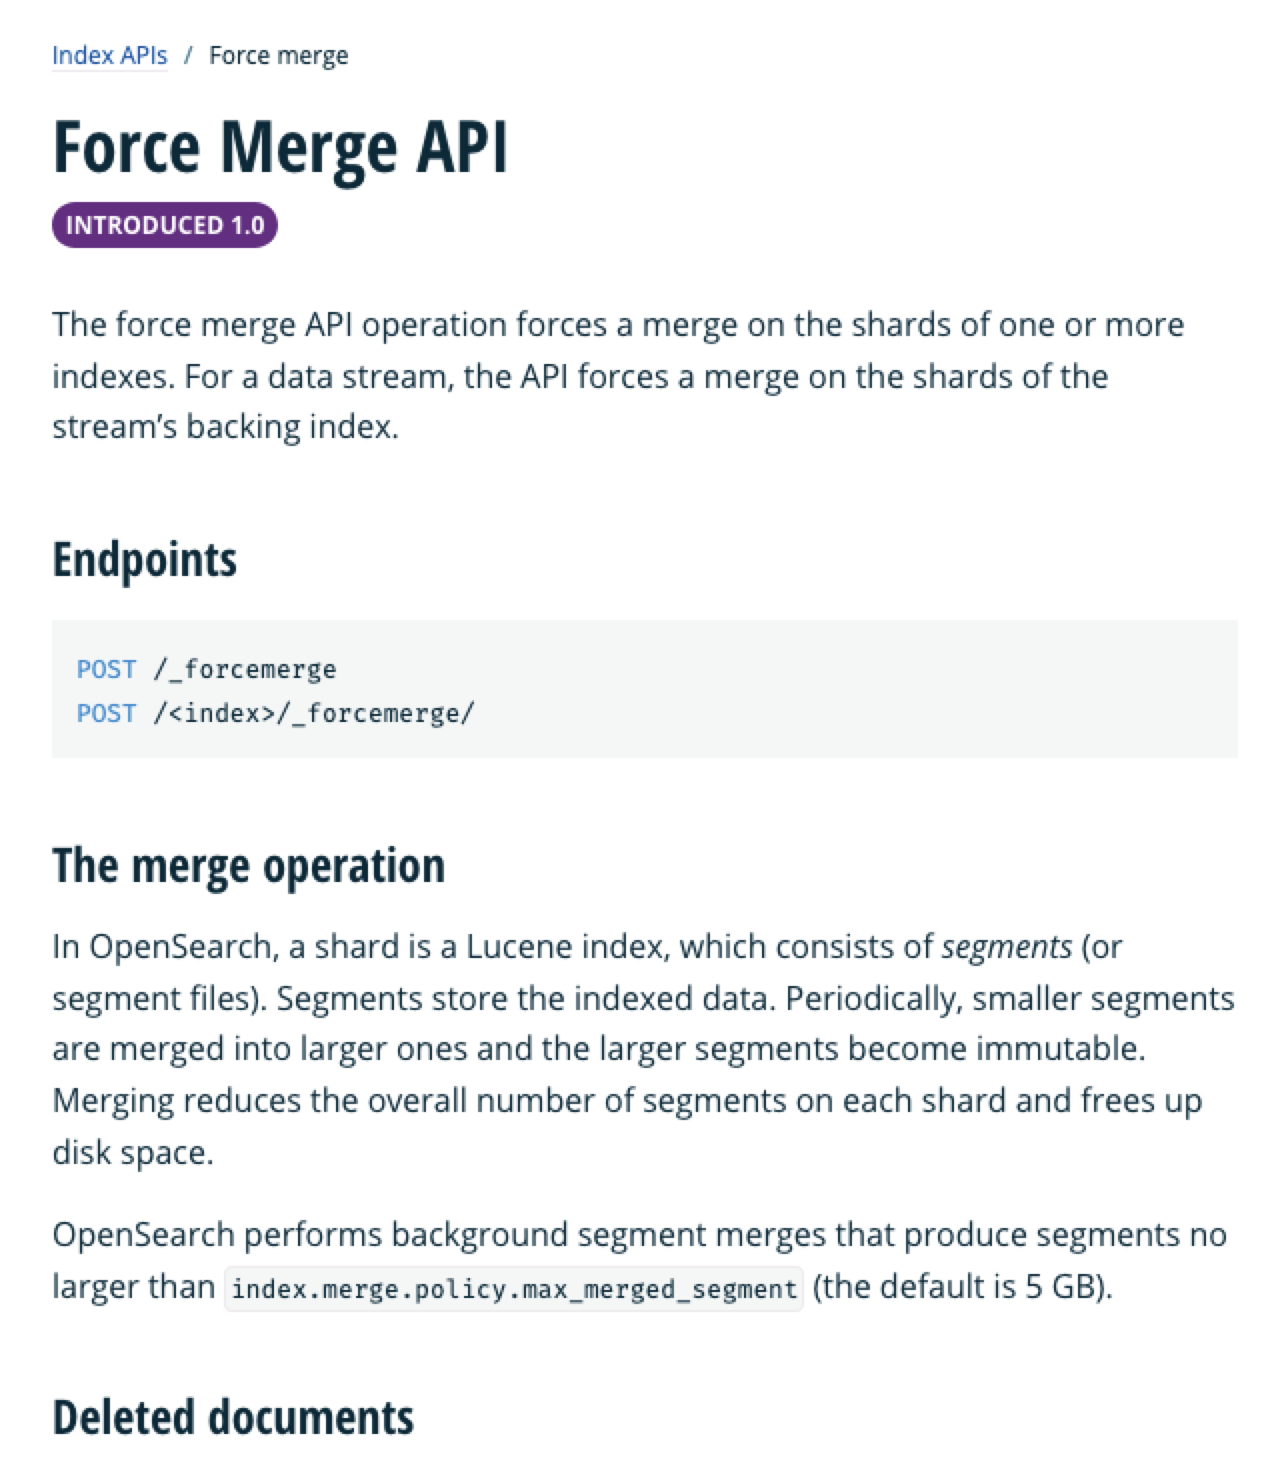 Index APIs / Force merge
Force Merge API
INTRODUCED 1.0
The force merge API operation forces a merge on the shards of one or more
indexes. For a data stream, the API forces a merge on the shards of the
stream’s backing index.
Endpoints
POST /_forcemerge
POST /<index>/_forcemerge/
The merge operation
In OpenSearch, a shard is a Lucene index, which consists of segments (or
segment files). Segments store the indexed data. Periodically, smaller segments
are merged into larger ones and the larger segments become immutable.
Merging reduces the overall number of segments on each shard and frees up
disk space.
OpenSearch performs background segment merges that produce segments no
larger than index.merge.policy.max_merged_segment (the default is 5 GB).
Deleted documents